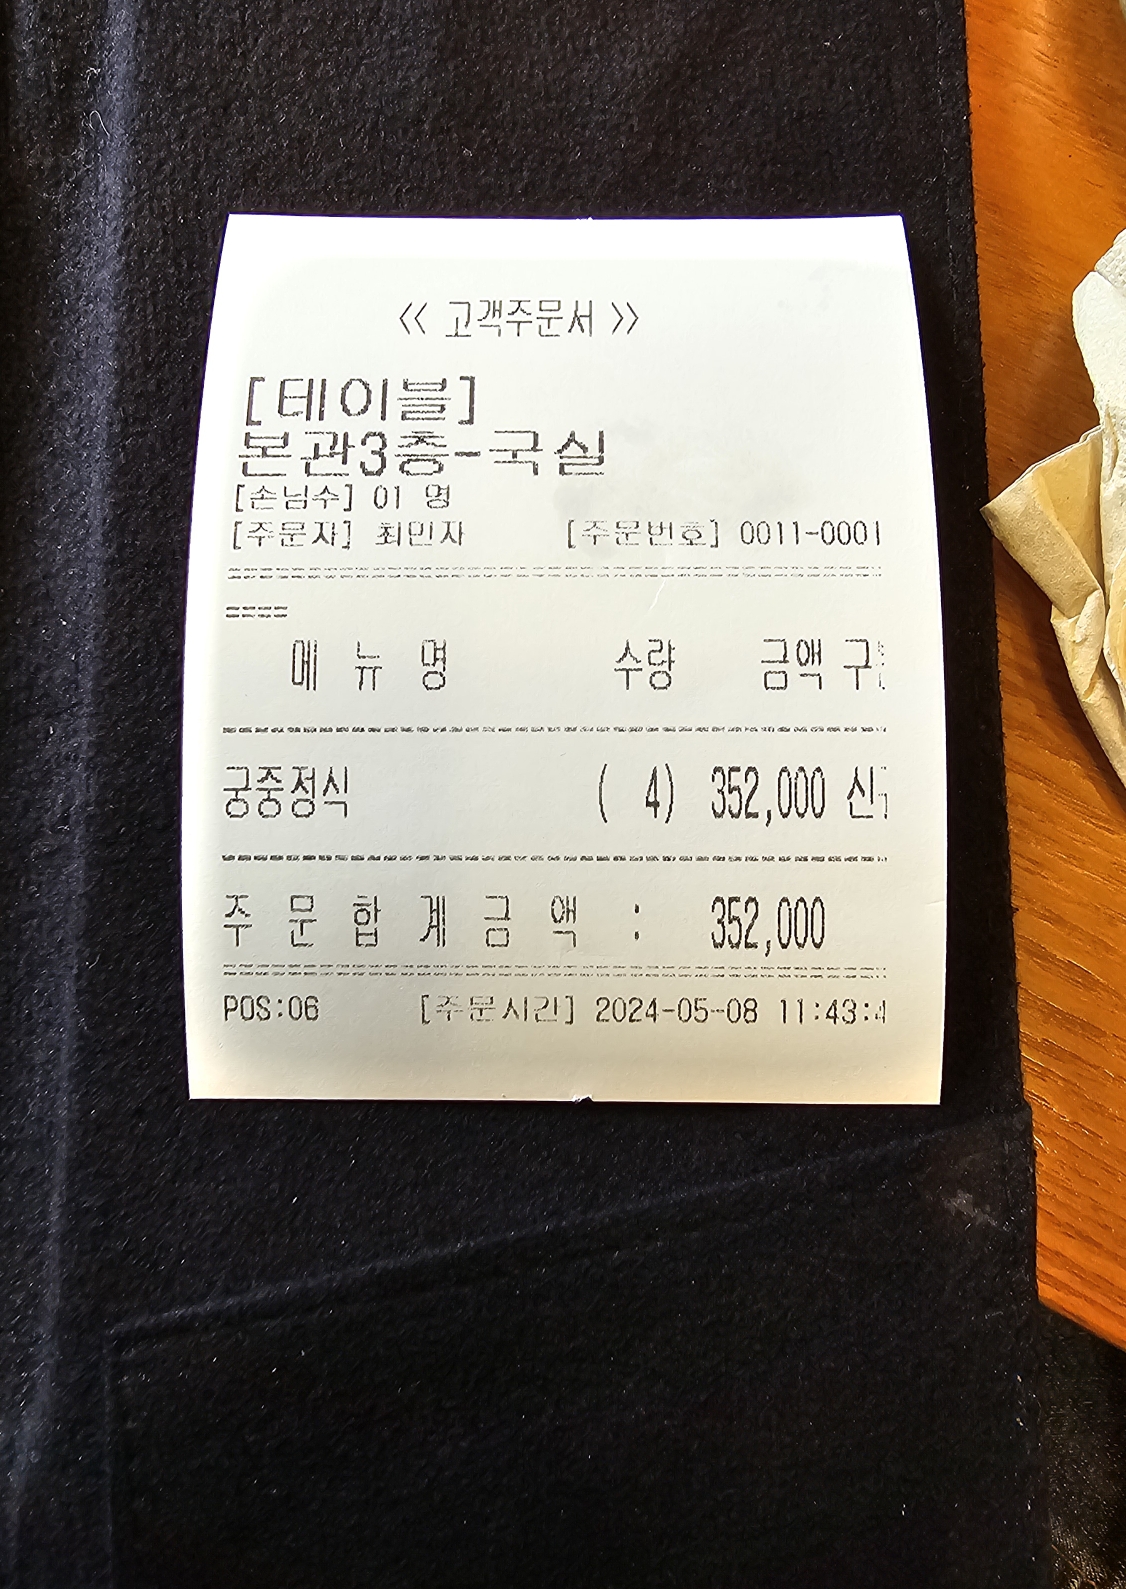 << 고객주문서 >>
[테이블]
본관3층-국실
[손님수] 01 명
[주문자] 최민자 [주문번호] 0011-0001
====
메 뉴 명 수량 금액
궁중정식 ( 4) 352,000
주 문 합 계 금 액 : 352,000
POS:06 [주문시간] 2024-05-08 11:43:4